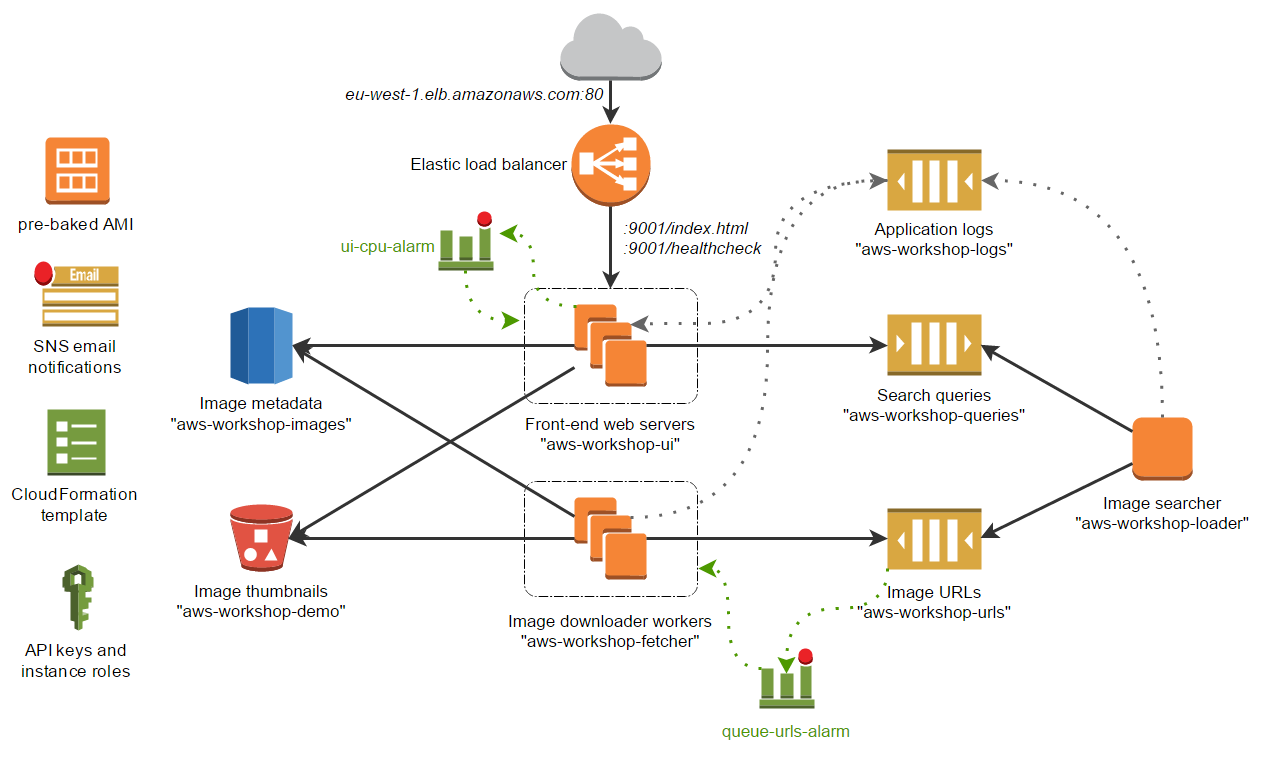 eu-west-1.elb.amazonaws.com:80
Elastic load balancer
:9001/index.html
:9001/healthcheck
ui-cpu-alarm
pre-baked AMI
Email
SNS email
notifications
CloudFormation
template
API keys and
instance roles
Image metadata
"aws-workshop-images"
Image thumbnails
"aws-workshop-demo"
Front-end web servers
"aws-workshop-ui"
Image downloader workers
"aws-workshop-fetcher"
Application logs
"aws-workshop-logs"
Search queries
"aws-workshop-queries"
Image URLs
"aws-workshop-urls"
Image searcher
"aws-workshop-loader"
queue-urls-alarm